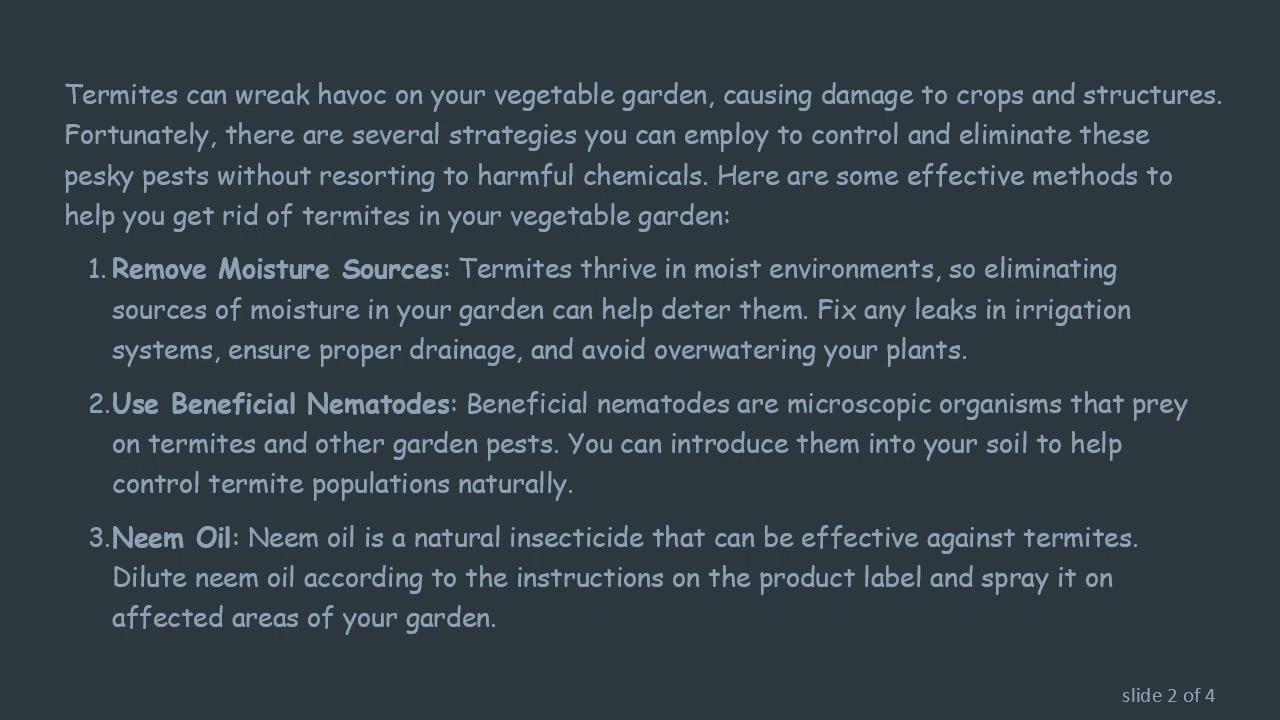 Termites can wreak havoc on your vegetable garden, causing damage to crops and structures.
Fortunately, there are several strategies you can employ to control and eliminate these
pesky pests without resorting to harmful chemicals. Here are some effective methods to
help you get rid of termites in your vegetable garden:
1. Remove Moisture Sources: Termites thrive in moist environments, so eliminating
sources of moisture in your garden can help deter them. Fix any leaks in irrigation
systems, ensure proper drainage, and avoid overwatering your plants.
2.Use Beneficial Nematodes: Beneficial nematodes are microscopic organisms that prey
on termites and other garden pests. You can introduce them into your soil to help
control termite populations naturally.
3.Neem Oil: Neem oil is a natural insecticide that can be effective against termites.
Dilute neem oil according to the instructions on the product label and spray it on
affected areas of your garden.
slide 2 of 4